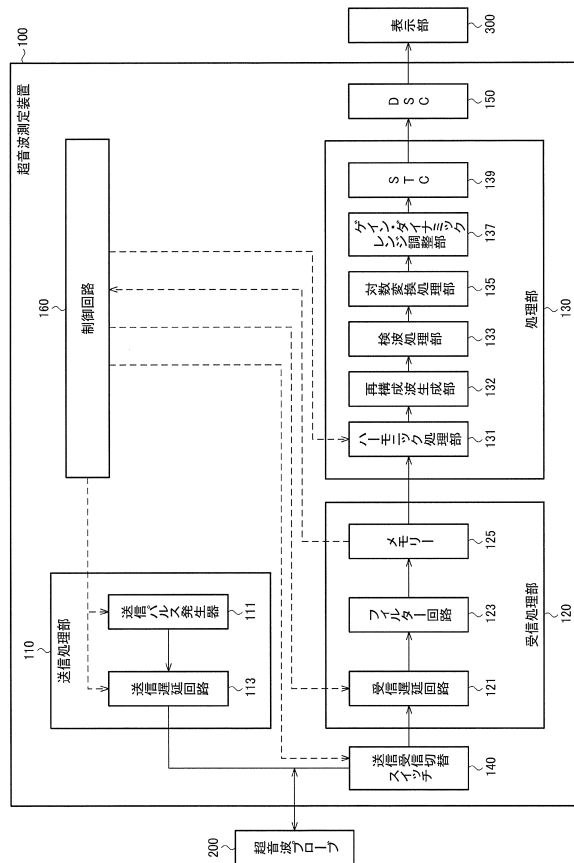 超音波測定装置
100
160
制御回路
110
送信処理部
送信パルス発生器
111
送信遅延回路
113
200
超音波プローブ
送信受信切替
スイッチ
140
受信遅延回路
121
フィルター回路
123
メモリー
125
受信処理部
120
ハーモニック処理部
131
再構成波生成部
132
検波処理部
133
対数変換処理部
135
ゲイン・ダイナミック
レンジ調整部
137
STC
139
処理部
130
DSC
150
表示部
300